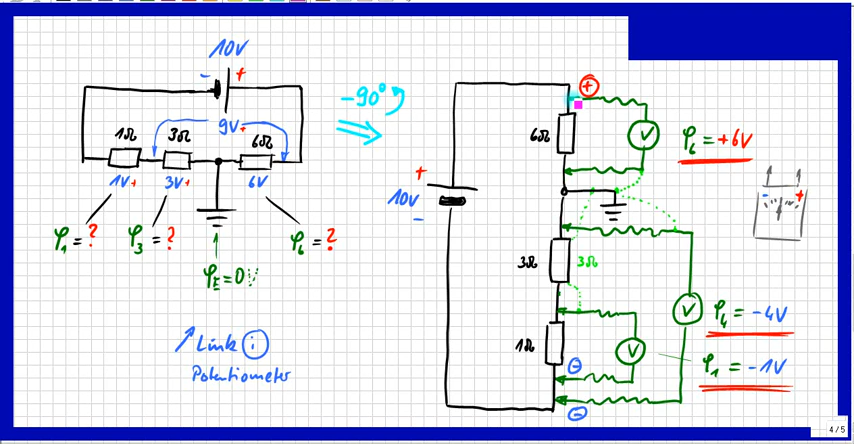 10V
- +
9V+
1Ω 3Ω 6Ω
1V+ 3V+ 6V
φ₁ = ? φ₃ = ? φ₆ = ?
φE = 0V
Link i
Potentiometer
-90°
+
6Ω
V
φ₆ = +6V
- +
+
10V
-
3Ω 3Ω
V
φ₄ = -4V
1Ω
V
φ₁ = -1V
-
-
4 / 5